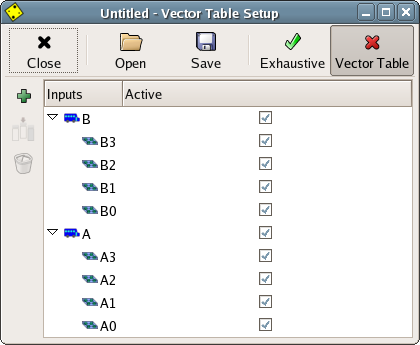 Untitled - Vector Table Setup
Close Open Save Exhaustive Vector Table
Inputs Active
B
B3
B2
B1
B0
A
A3
A2
A1
A0